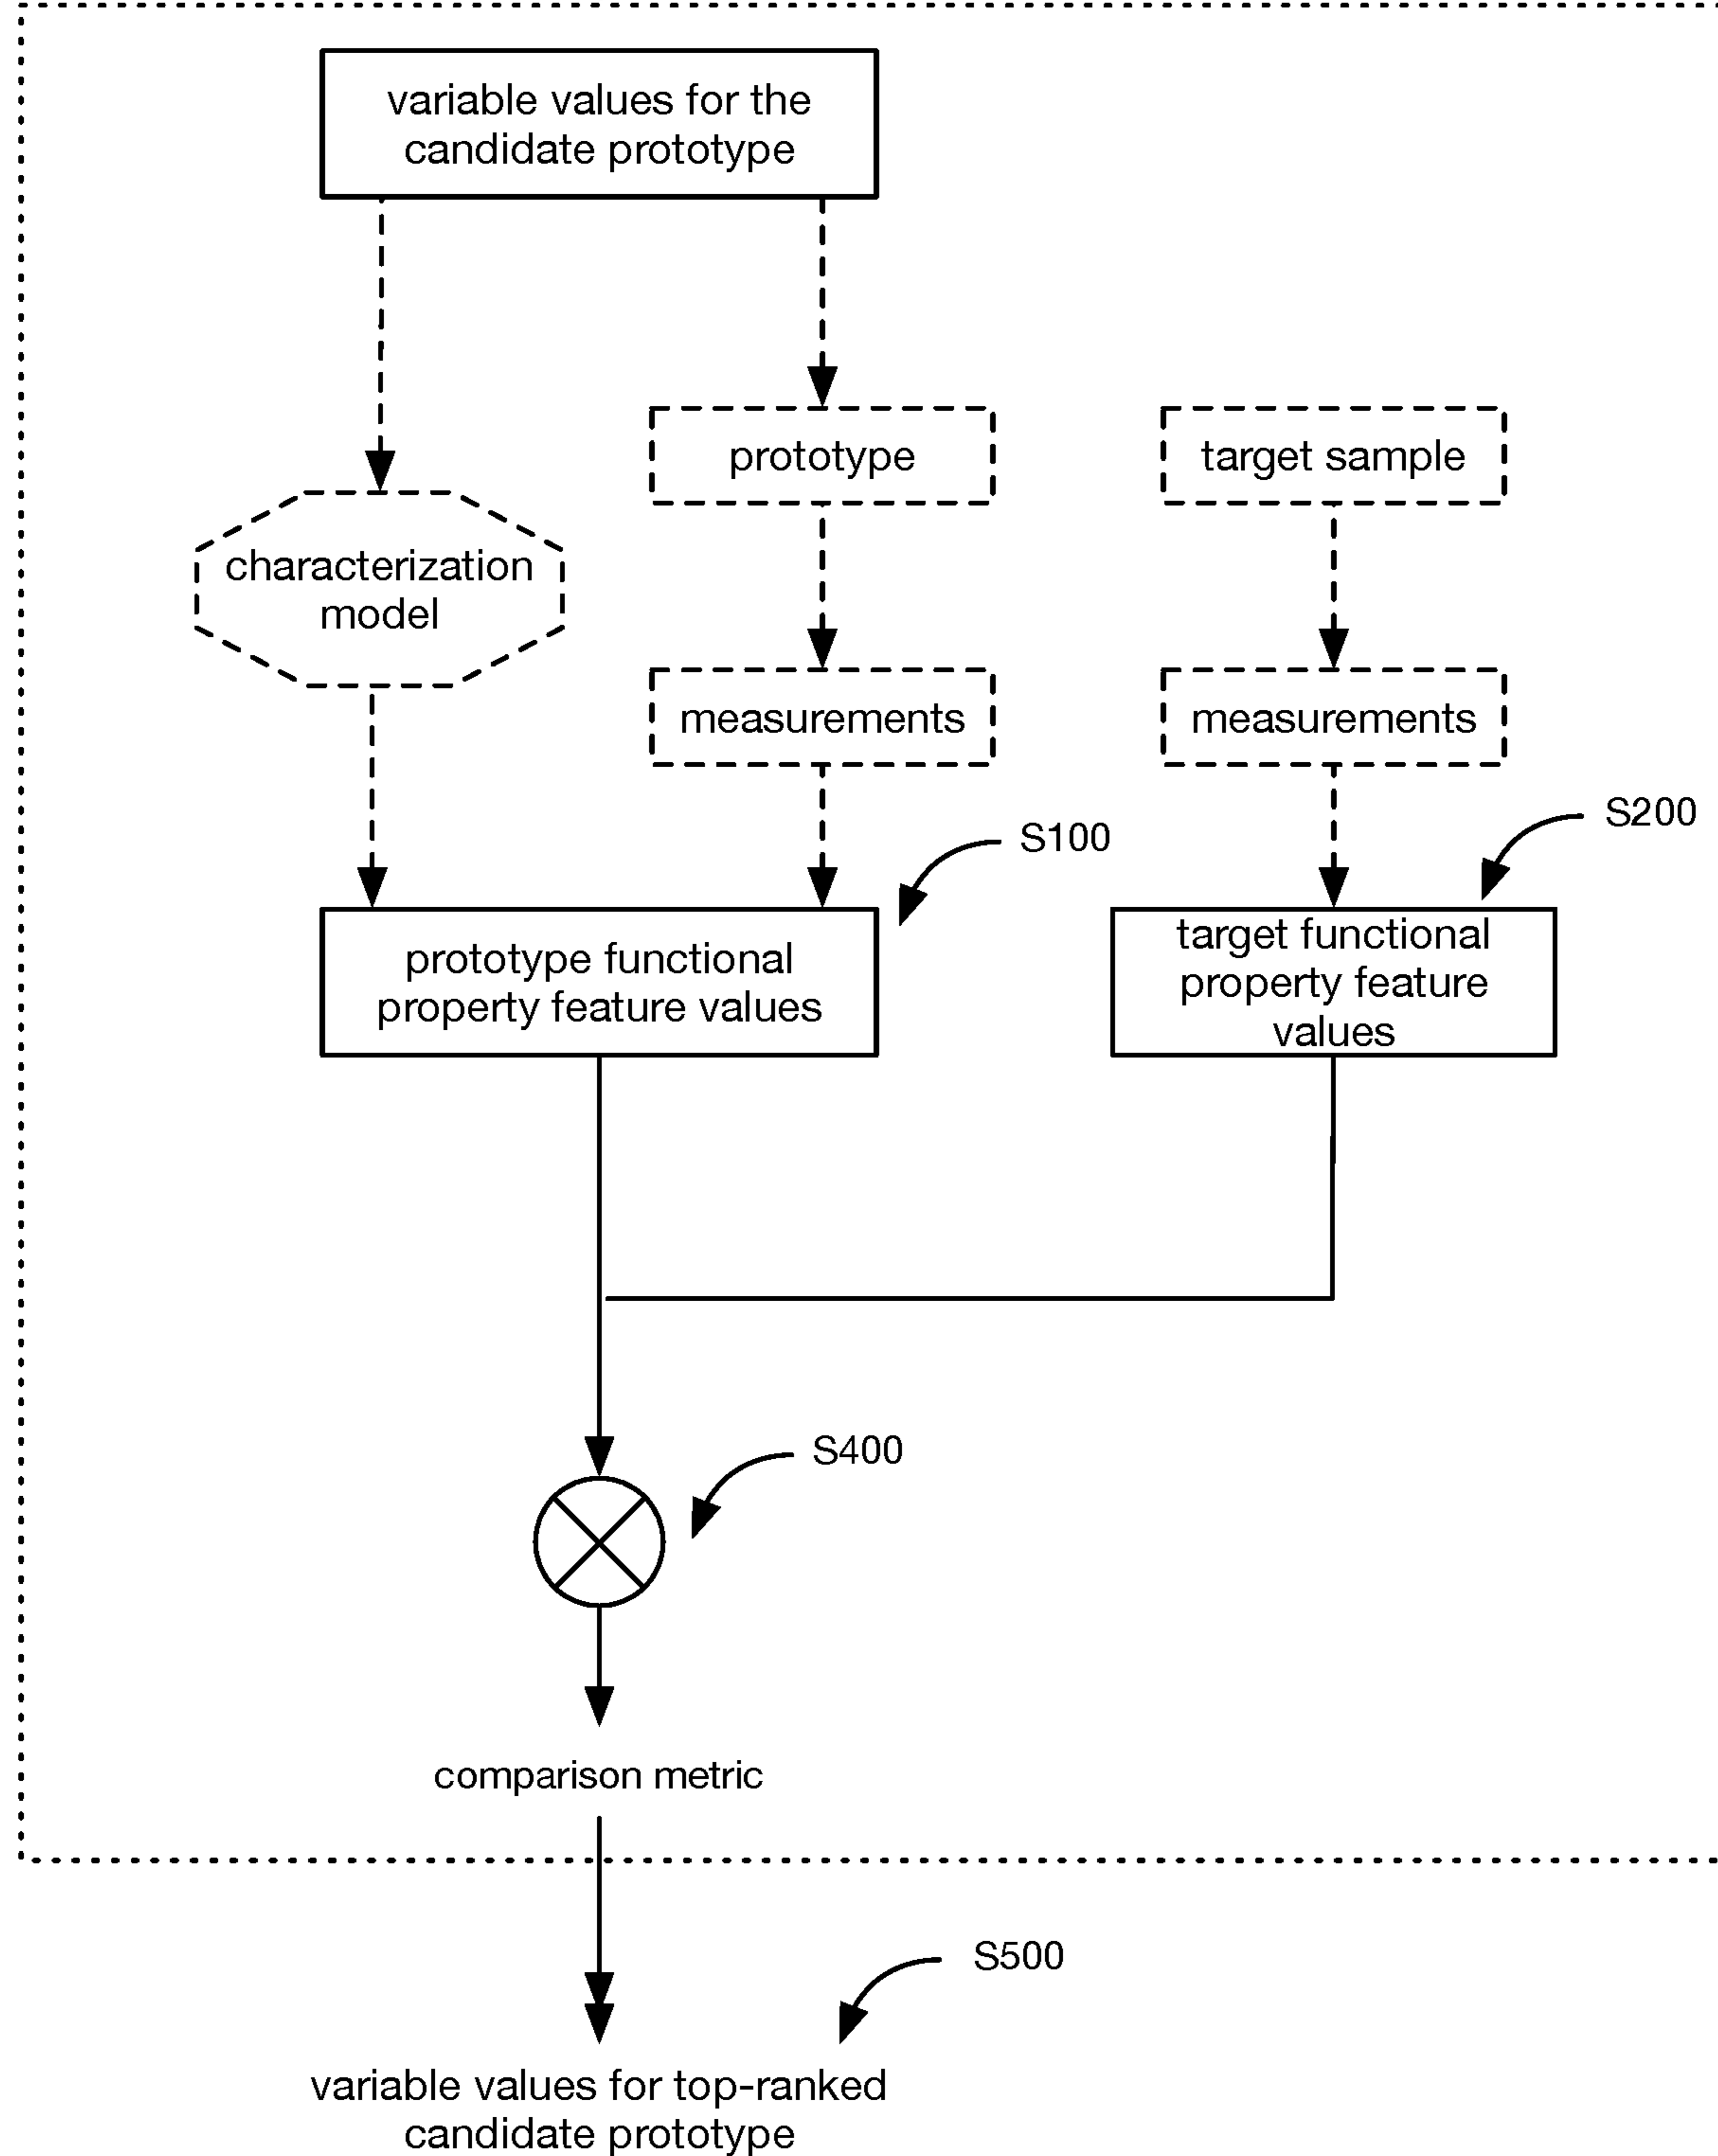 variable values for the
candidate prototype
prototype
target sample
characterization
model
measurements
measurements
S100
S200
prototype functional
property feature values
target functional
property feature
values
S400
comparison metric
S500
variable values for top-ranked
candidate prototype